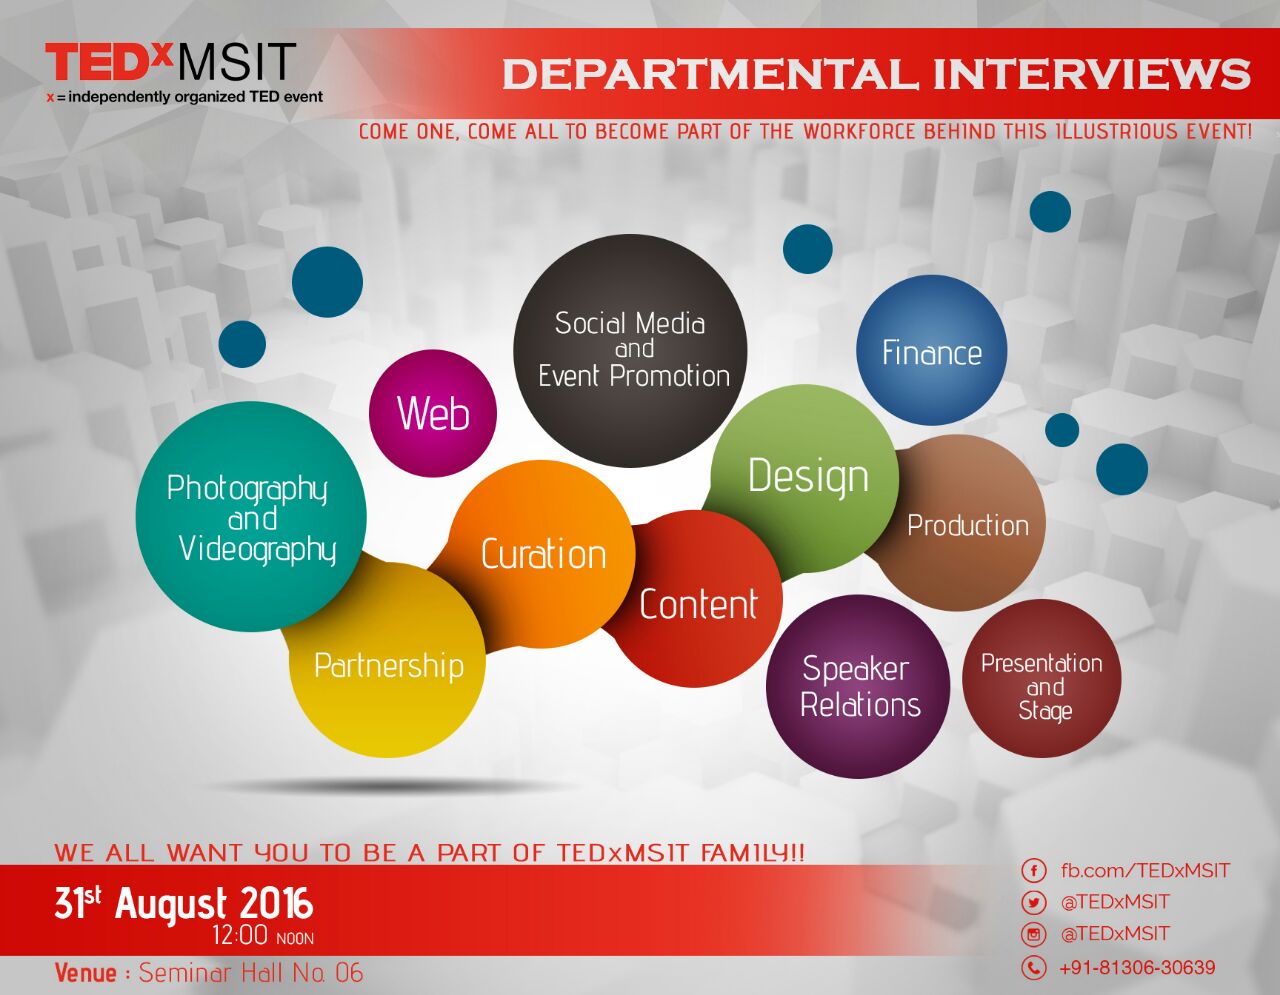 TEDxMSIT
x = independently organized TED event
DEPARTMENTAL INTERVIEWS
COME ONE, COME ALL TO BECOME PART OF THE WORKFORCE BEHIND THIS ILLUSTRIOUS EVENT!
Social Media
and
Event Promotion
Finance
Web
Photography
and
Videography
Design
Production
Curation
Content
Partnership
Speaker
Relations
Presentation
and
Stage
WE ALL WANT YOU TO BE A PART OF TEDxMSIT FAMILY!!
31st August 2016
12:00 NOON
Venue : Seminar Hall No. 06
fb.com/TEDxMSIT
@TEDxMSIT
@TEDxMSIT
+91-81306-30639